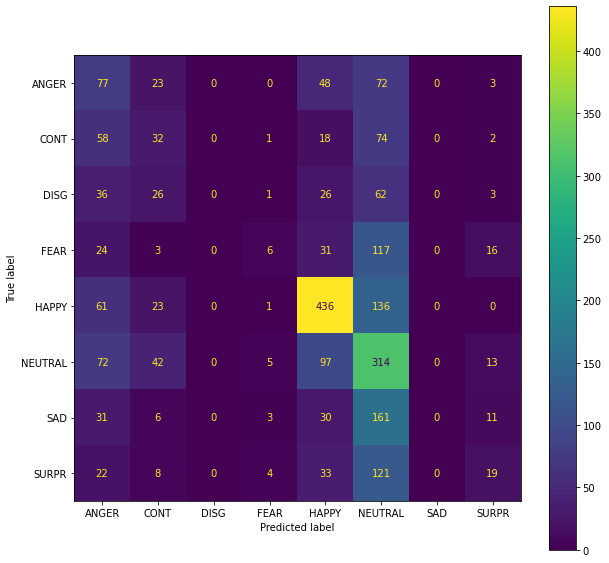 ANGER 77 23 0 0 48 72 0 3
CONT 58 32 0 1 18 74 0 2
DISG 36 26 0 1 26 62 0 3
FEAR 24 3 0 6 31 117 0 16
HAPPY 61 23 0 1 436 136 0 0
NEUTRAL 72 42 0 5 97 314 0 13
SAD 31 6 0 3 30 161 0 11
SURPR 22 8 0 4 33 121 0 19
ANGER CONT DISG FEAR HAPPY NEUTRAL SAD SURPR
Predicted label
True label
400
350
300
250
200
150
100
50
0